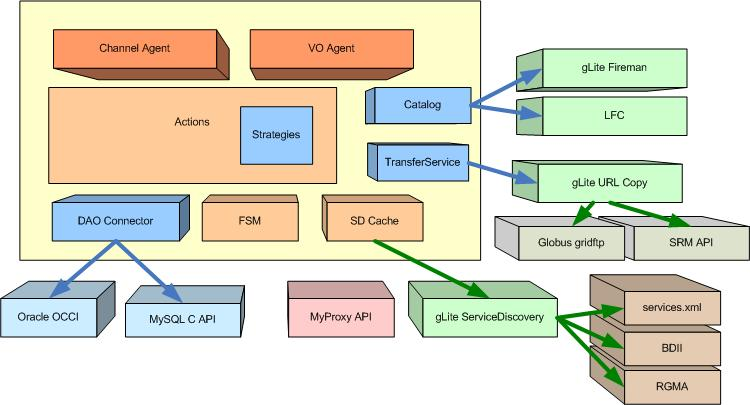 Channel Agent
VO Agent
gLite Fireman
Catalog
LFC
Actions
Strategies
TransferService
gLite URL Copy
DAO Connector
FSM
SD Cache
Globus gridftp
SRM API
Oracle OCCI
MySQL C API
MyProxy API
gLite ServiceDiscovery
services.xml
BDII
RGMA